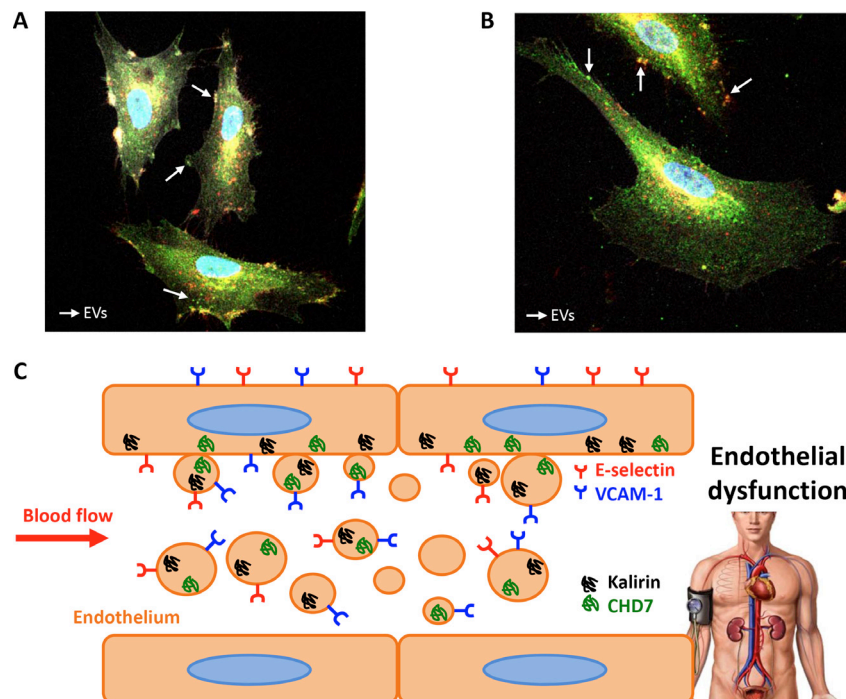 A
B
→ EVs
→ EVs
C
E-selectin
VCAM-1
Endothelial
dysfunction
Blood flow
Kalirin
CHD7
Endothelium